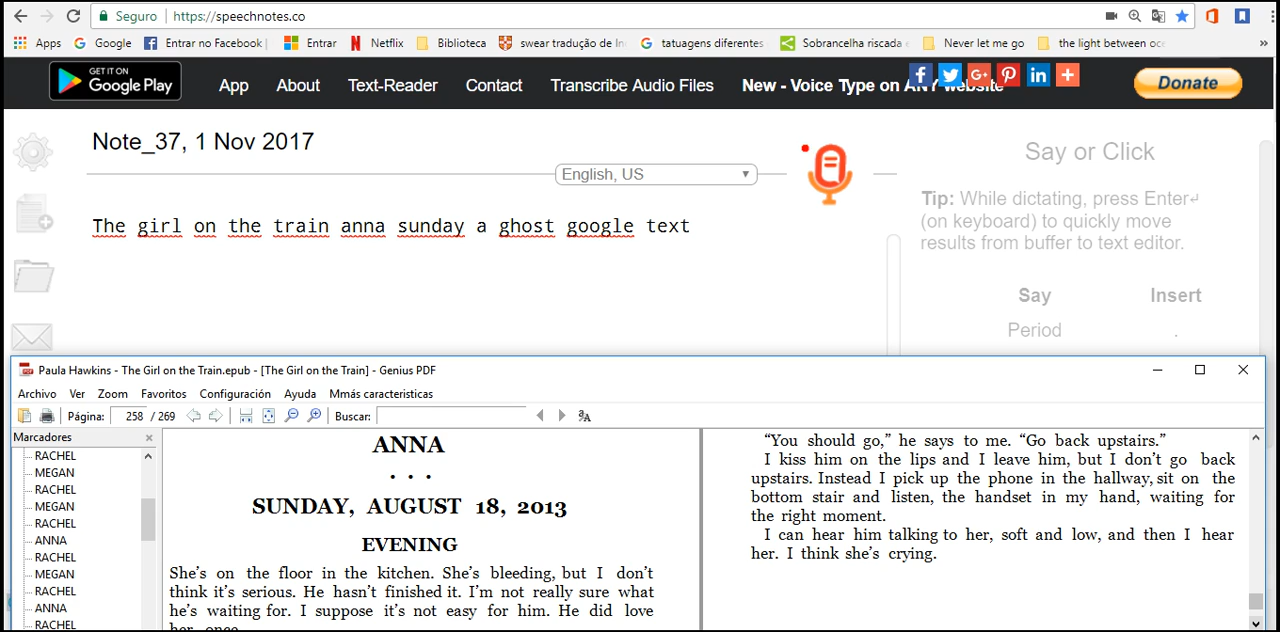 Seguro | https://speechnotes.co
Apps Google Entrar no Facebook | Entrar Netflix Biblioteca swear tradução de In tatuagens diferentes Sobrancelha riscada Never let me go the light between oce »
GET IT ON
Google Play
App About Text-Reader Contact Transcribe Audio Files New - Voice Type on ANY website Donate
Note_37, 1 Nov 2017
Say or Click
English, US
Tip: While dictating, press Enter↵
(on keyboard) to quickly move
results from buffer to text editor.
The girl on the train anna sunday a ghost google text
Say Insert
Period .
Paula Hawkins - The Girl on the Train.epub - [The Girl on the Train] - Genius PDF
Archivo Ver Zoom Favoritos Configuración Ayuda Mmás caracteristicas
Página: 258 / 269 Buscar:
Marcadores
RACHEL
MEGAN
RACHEL
MEGAN
RACHEL
ANNA
RACHEL
MEGAN
RACHEL
ANNA
RACHEL
ANNA
. . .
SUNDAY, AUGUST 18, 2013
EVENING
She's on the floor in the kitchen. She's bleeding, but I don't
think it's serious. He hasn't finished it. I'm not really sure what
he's waiting for. I suppose it's not easy for him. He did love
her once.
“You should go,” he says to me. “Go back upstairs.”
I kiss him on the lips and I leave him, but I don't go back
upstairs. Instead I pick up the phone in the hallway, sit on the
bottom stair and listen, the handset in my hand, waiting for
the right moment.
I can hear him talking to her, soft and low, and then I hear
her. I think she's crying.